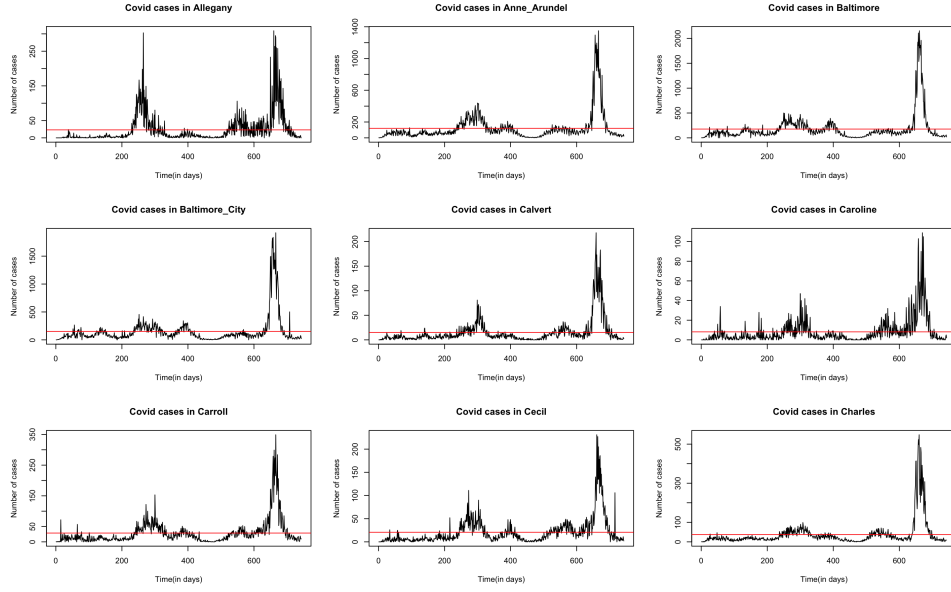 Covid cases in Allegany
Number of cases
0 50 150 250
0 200 400 600
Time(in days)
Covid cases in Anne_Arundel
Number of cases
0 200 600 1000 1400
0 200 400 600
Time(in days)
Covid cases in Baltimore
Number of cases
0 500 1000 2000
0 200 400 600
Time(in days)
Covid cases in Baltimore_City
Number of cases
0 500 1000 1500
0 200 400 600
Time(in days)
Covid cases in Calvert
Number of cases
0 50 100 150 200
0 200 400 600
Time(in days)
Covid cases in Caroline
Number of cases
0 20 40 60 80 100
0 200 400 600
Time(in days)
Covid cases in Carroll
Number of cases
0 50 150 250 350
0 200 400 600
Time(in days)
Covid cases in Cecil
Number of cases
0 50 100 150 200
0 200 400 600
Time(in days)
Covid cases in Charles
Number of cases
0 100 300 500
0 200 400 600
Time(in days)